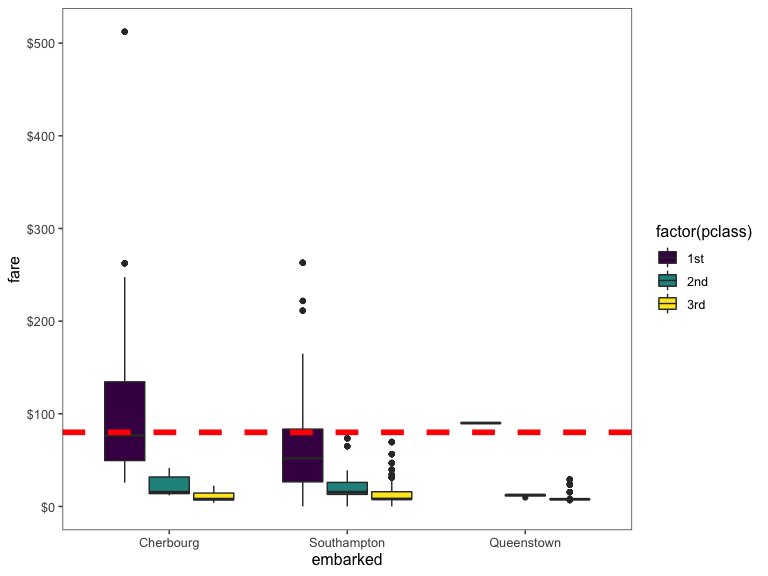 $500
$400
$300
$200
$100
$0
fare
Cherbourg Southampton Queenstown
embarked
factor(pclass)
1st
2nd
3rd